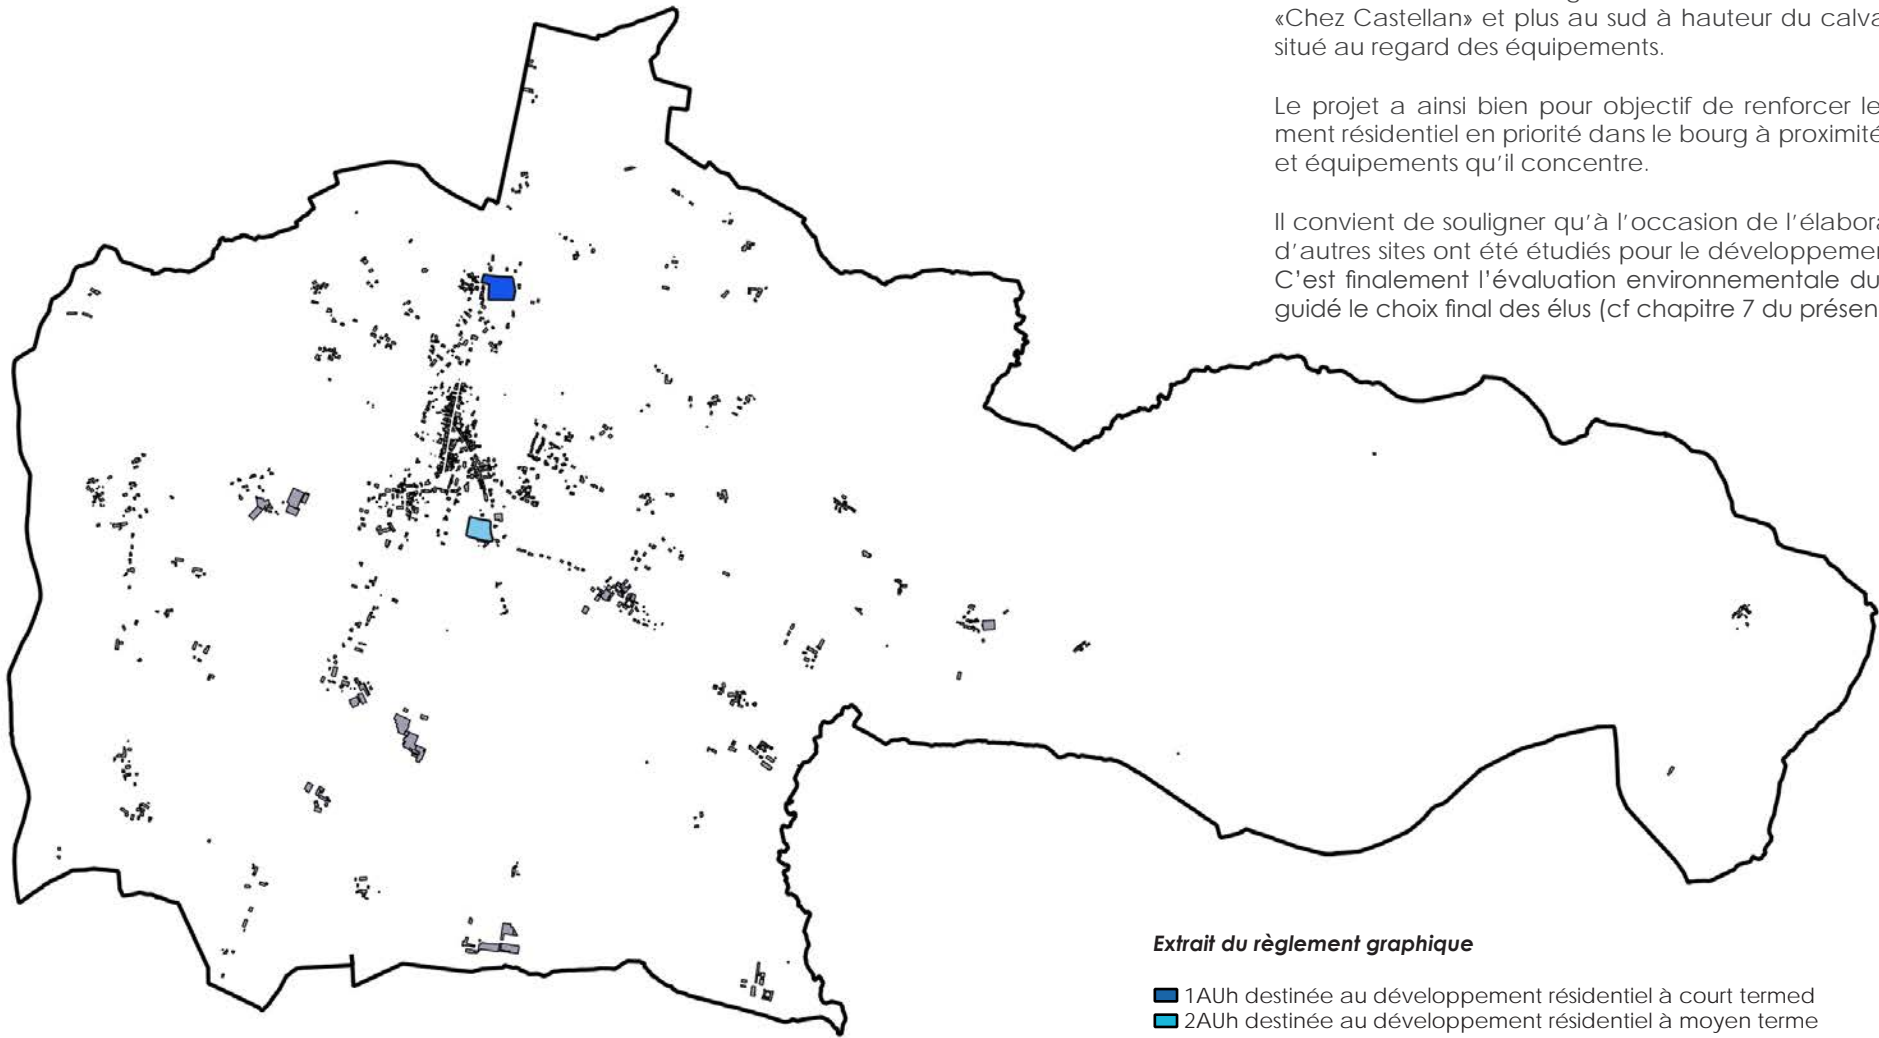 «Chez Castellan» et plus au sud à hauteur du calva
situé au regard des équipements.
Le projet a ainsi bien pour objectif de renforcer le
ment résidentiel en priorité dans le bourg à proximité
et équipements qu'il concentre.
Il convient de souligner qu'à l'occasion de l'élabora
d'autres sites ont été étudiés pour le développemen
C'est finalement l'évaluation environnementale du
guidé le choix final des élus (cf chapitre 7 du présen
Extrait du règlement graphique
1AUh destinée au développement résidentiel à court termed
2AUh destinée au développement résidentiel à moyen terme